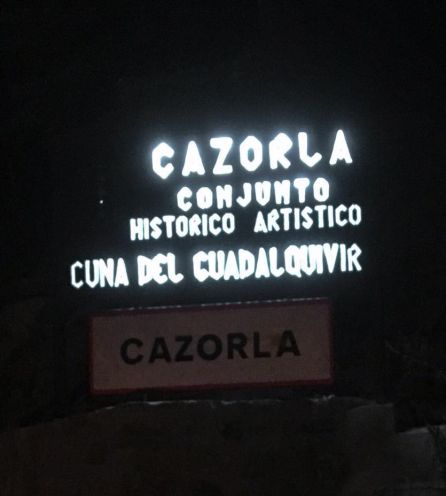 CAZORLA
CONJUNTO
HISTORICO ARTISTICO
CUNA DEL GUADALQUIVIR
CAZORLA